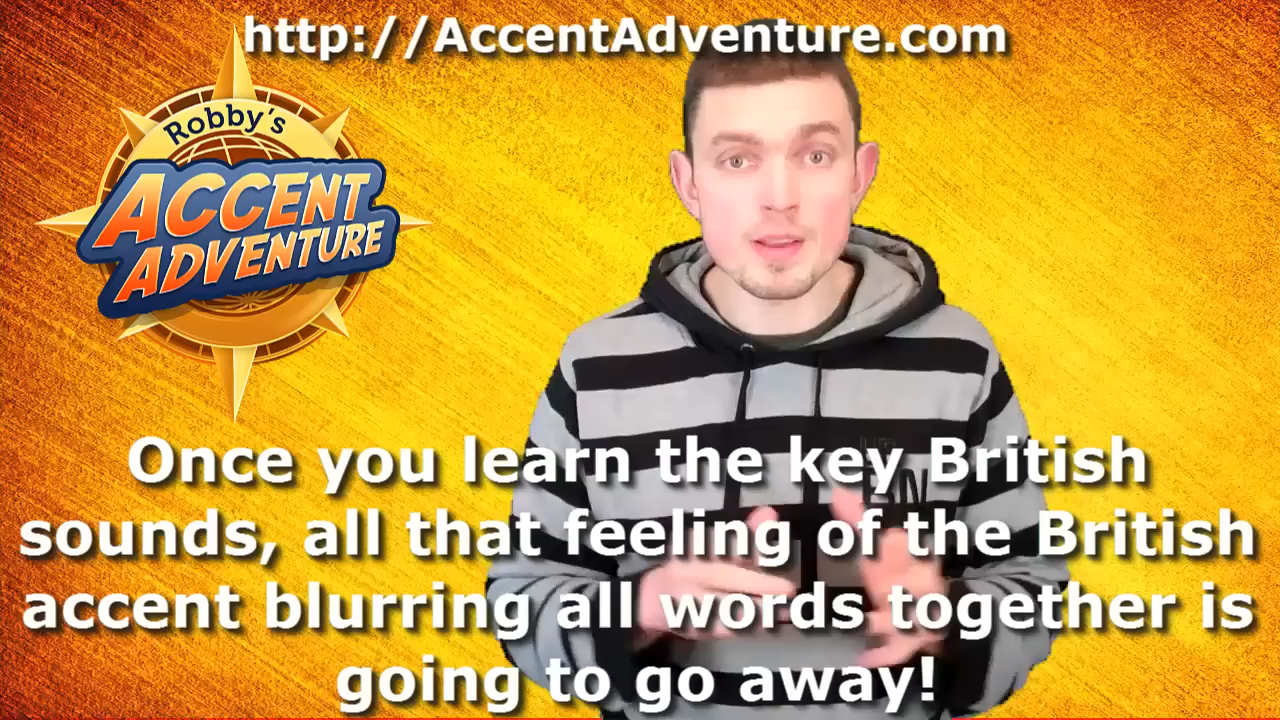 http://AccentAdventure.com
Robby's
ACCENT
ADVENTURE
Once you learn the key British
sounds, all that feeling of the British
accent blurring all words together is
going to go away!